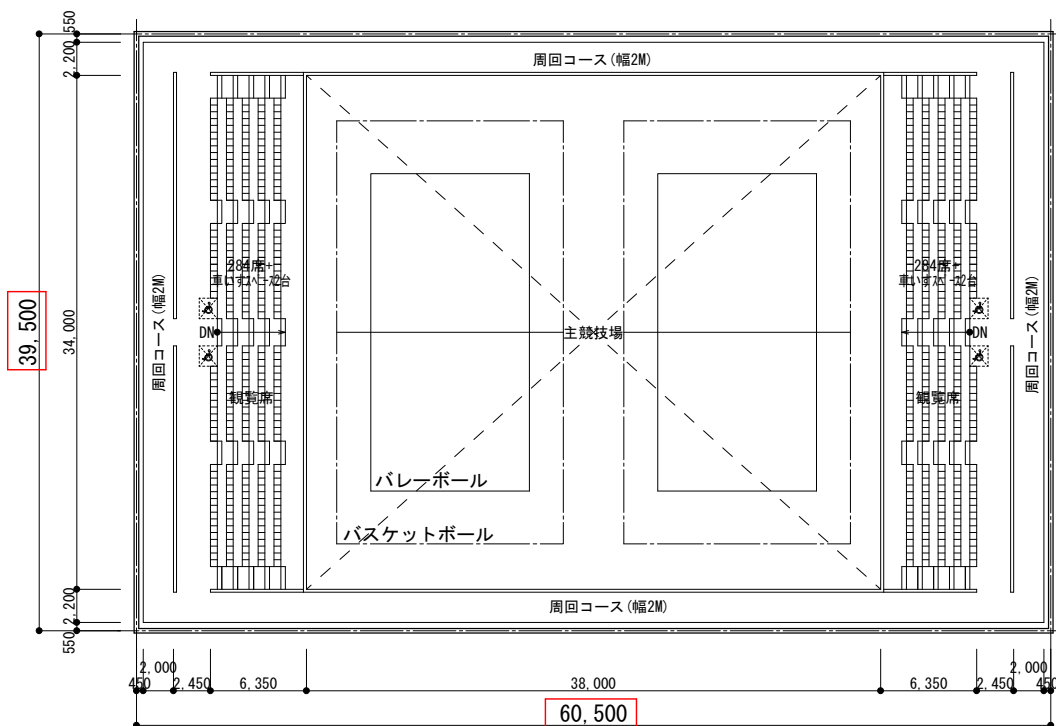 550
2,200
周回コース(幅2M)
284席+
車いすスペース2台
284席+
車いすスペース2台
周回コース(幅2M)
39,500
34,000
DN
主競技場
DN
周回コース(幅2M)
観覧席
観覧席
バレーボール
バスケットボール
2,200
周回コース(幅2M)
550
2,000
2,000
450
2,450
6,350
38,000
6,350
2,450
450
60,500